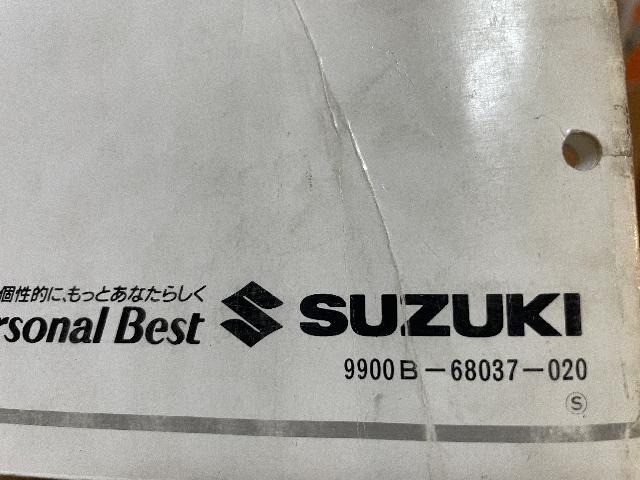 個性的に、もっとあなたらしく
rsonal Best
SUZUKI
9900B-68037-020
S